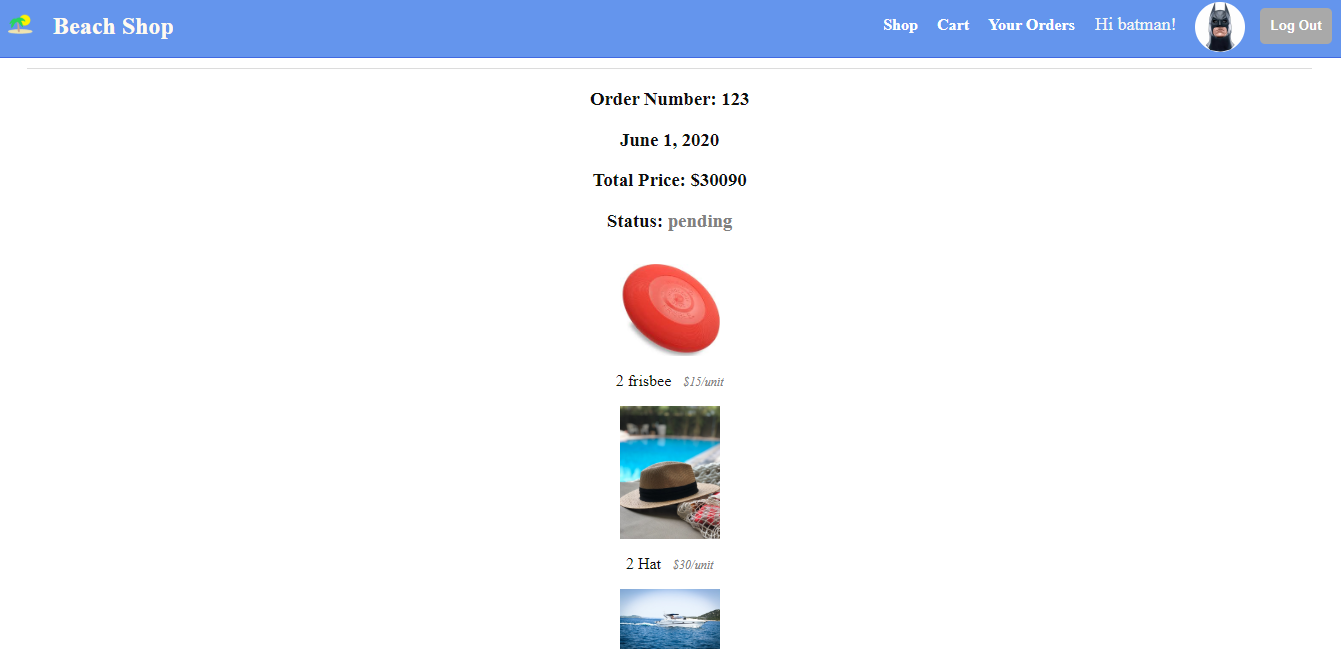 Beach Shop
Shop Cart Your Orders Hi batman! Log Out
Order Number: 123
June 1, 2020
Total Price: $30090
Status: pending
2 frisbee $15/unit
2 Hat $30/unit